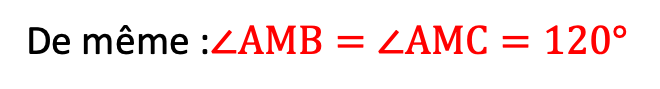 De même :∠AMB = ∠AMC = 120°